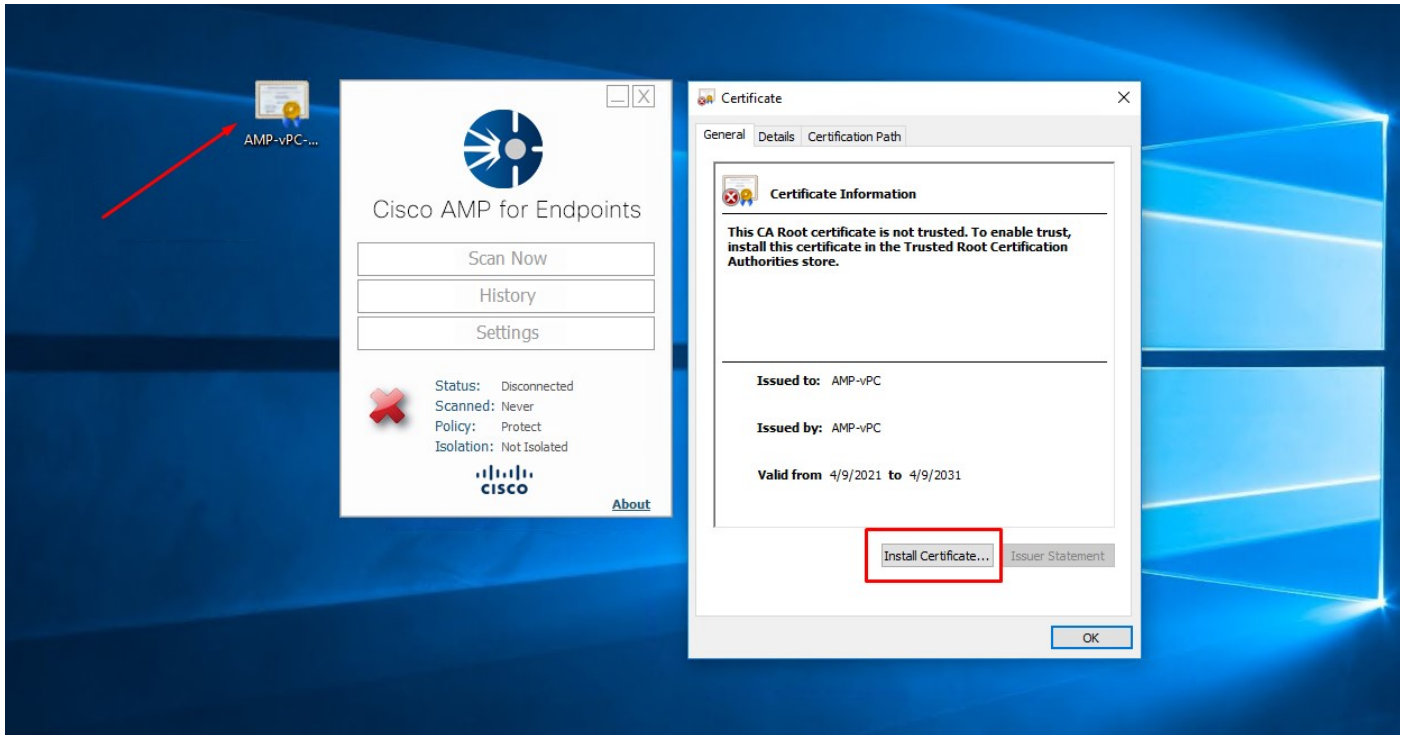 AMP-vPC-...
Cisco AMP for Endpoints
Scan Now
History
Settings
Status: Disconnected
Scanned: Never
Policy: Protect
Isolation: Not Isolated
CISCO
About
Certificate
General Details Certification Path
Certificate Information
This CA Root certificate is not trusted. To enable trust,
install this certificate in the Trusted Root Certification
Authorities store.
Issued to: AMP-vPC
Issued by: AMP-vPC
Valid from 4/9/2021 to 4/9/2031
Install Certificate... Issuer Statement
OK